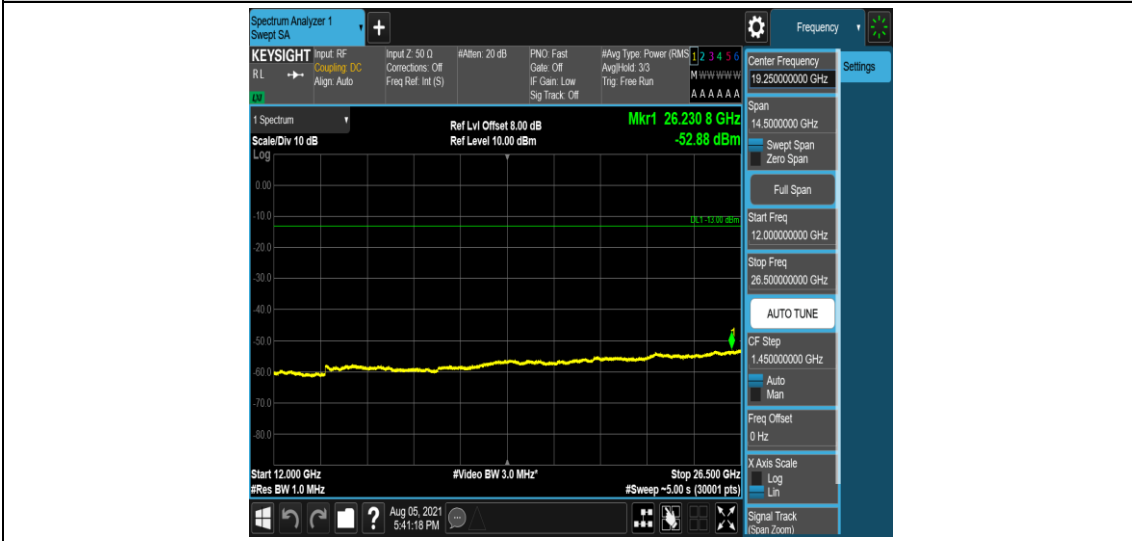 Spectrum Analyzer 1
Swept SA
Frequency
KEYSIGHT
RL
Input: RF
Coupling: DC
Align: Auto
Input Z: 50 Ω
Corrections: Off
Freq Ref: Int (S)
#Atten: 20 dB
PNO: Fast
Gate: Off
IF Gain: Low
Sig Track: Off
#Avg Type: Power (RMS
Avg|Hold: 3/3
Trig: Free Run
1 2 3 4 5 6
M W W W W W
A A A A A A
1 Spectrum
Scale/Div 10 dB
Log
Ref Lvl Offset 8.00 dB
Ref Level 10.00 dBm
Mkr1 26.230 8 GHz
-52.88 dBm
0.00
-10.0
-20.0
-30.0
-40.0
-50.0
-60.0
-70.0
-80.0
DL1 -13.00 dBm
Start 12.000 GHz
#Res BW 1.0 MHz
#Video BW 3.0 MHz*
Stop 26.500 GHz
#Sweep ~5.00 s (30001 pts)
Aug 05, 2021
5:41:18 PM
Center Frequency
19.250000000 GHz
Settings
Span
14.5000000 GHz
Swept Span
Zero Span
Full Span
Start Freq
12.000000000 GHz
Stop Freq
26.500000000 GHz
AUTO TUNE
CF Step
1.450000000 GHz
Auto
Man
Freq Offset
0 Hz
X Axis Scale
Log
Lin
Signal Track
(Span Zoom)